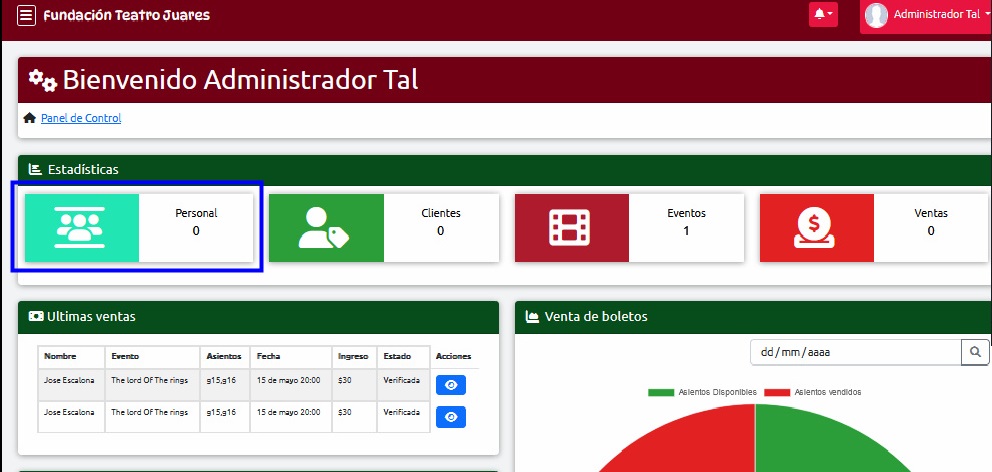 Fundación Teatro Juares
Administrador Tal
Bienvenido Administrador Tal
Panel de Control
Estadísticas
Personal
0
Clientes
0
Eventos
1
Ventas
0
Ultimas ventas
Nombre Evento Asientos Fecha Ingreso Estado Acciones
Jose Escalona The lord Of The rings g15,g16 15 de mayo 20:00 $30 Verificada
Jose Escalona The lord Of The rings g15,g16 15 de mayo 20:00 $30 Verificada
Venta de boletos
dd/mm/aaaa
Asientos Disponibles Asientos vendidos